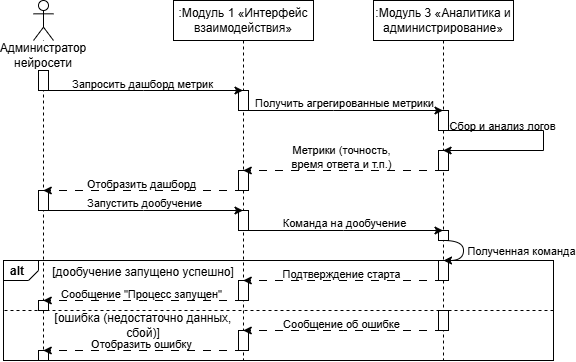 :Модуль 1 «Интерфейс
взаимодействия»
:Модуль 3 «Аналитика и
администрирование»
Администратор
нейросети
Запросить дашборд метрик
Получить агрегированные метрики
Сбор и анализ логов
Метрики (точность,
время ответа и т.п.)
Отобразить дашборд
Запустить дообучение
Команда на дообучение
Полученная команда
alt
[дообучение запущено успешно]
Подтверждение старта
Сообщение "Процесс запущен"
[ошибка (недостаточно данных,
сбой)]
Сообщение об ошибке
Отобразить ошибку